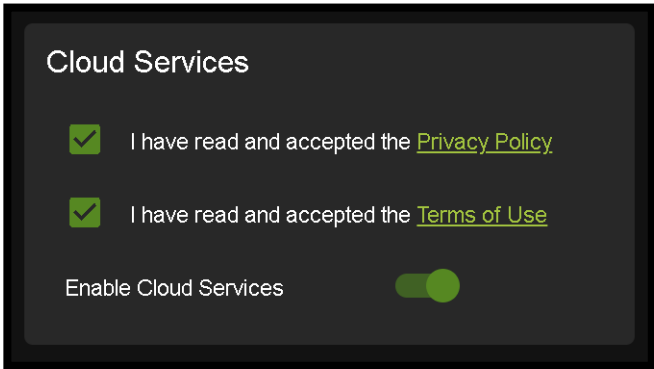 Cloud Services
I have read and accepted the Privacy Policy
I have read and accepted the Terms of Use
Enable Cloud Services